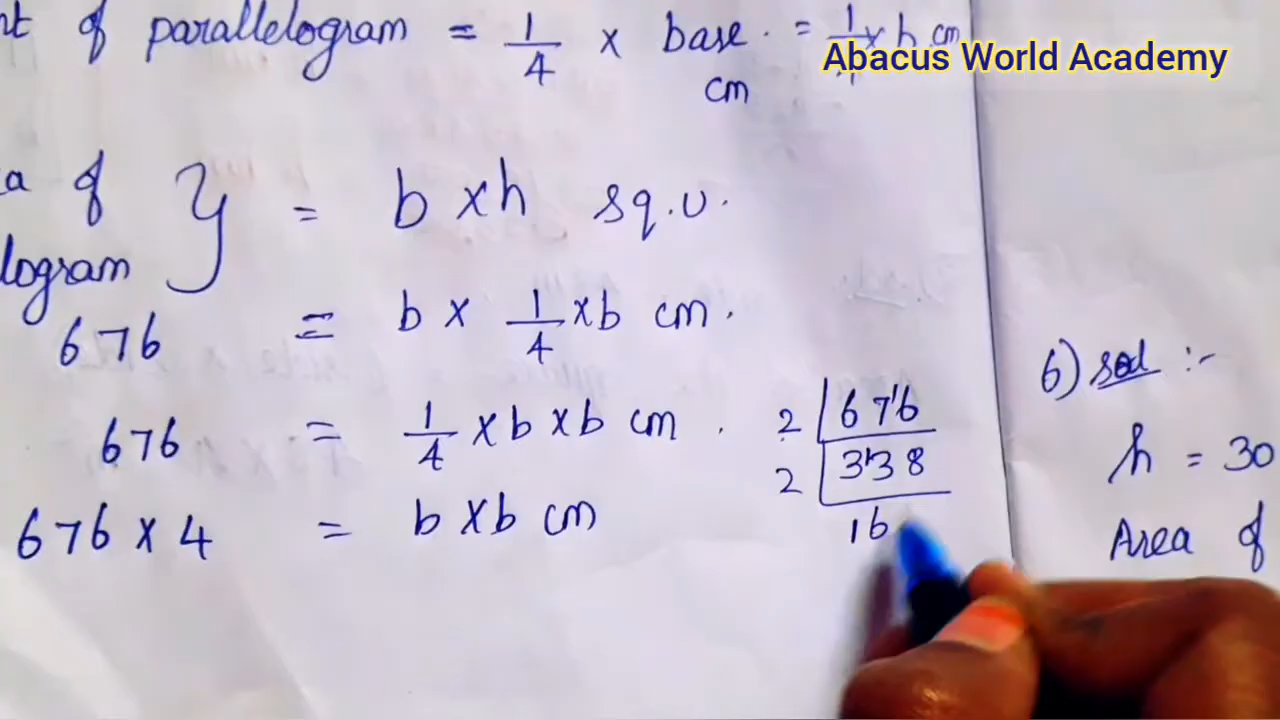 nt of parallelogram = 1/4 × base. = 1/4 × b cm
cm
Abacus World Academy
a of } = b × h sq.u.
logram
676 = b × 1/4 × b cm.
676 = 1/4 × b × b cm.
676 × 4 = b × b cm
2 | 676
2 | 338
16
6) sol :-
h = 30
Area of